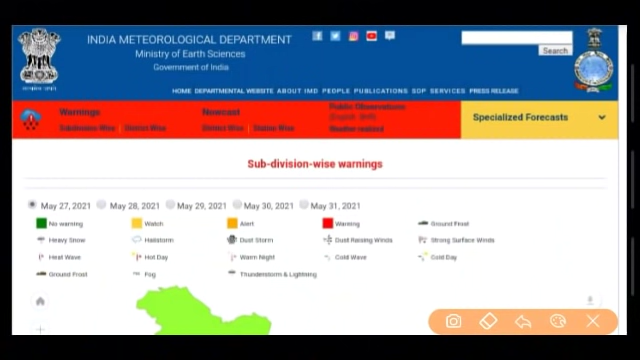 INDIA METEOROLOGICAL DEPARTMENT
Ministry of Earth Sciences
Government of India
Search
HOME DEPARTMENTAL WEBSITE ABOUT IMD PEOPLE PUBLICATIONS SOP SERVICES PRESS RELEASE
Warnings Nowcast Public Observations
Subdivision Wise | District Wise District Wise | Station Wise
Specialized Forecasts
Sub-division-wise warnings
May 27, 2021 May 28, 2021 May 29, 2021 May 30, 2021 May 31, 2021
No warning Watch Alert Warning Ground Frost
Heavy Snow Hailstorm Dust Storm Dust Raising Winds Strong Surface Winds
Heat Wave Hot Day Warm Night Cold Wave Cold Day
Ground Frost Fog Thunderstorm & Lightning